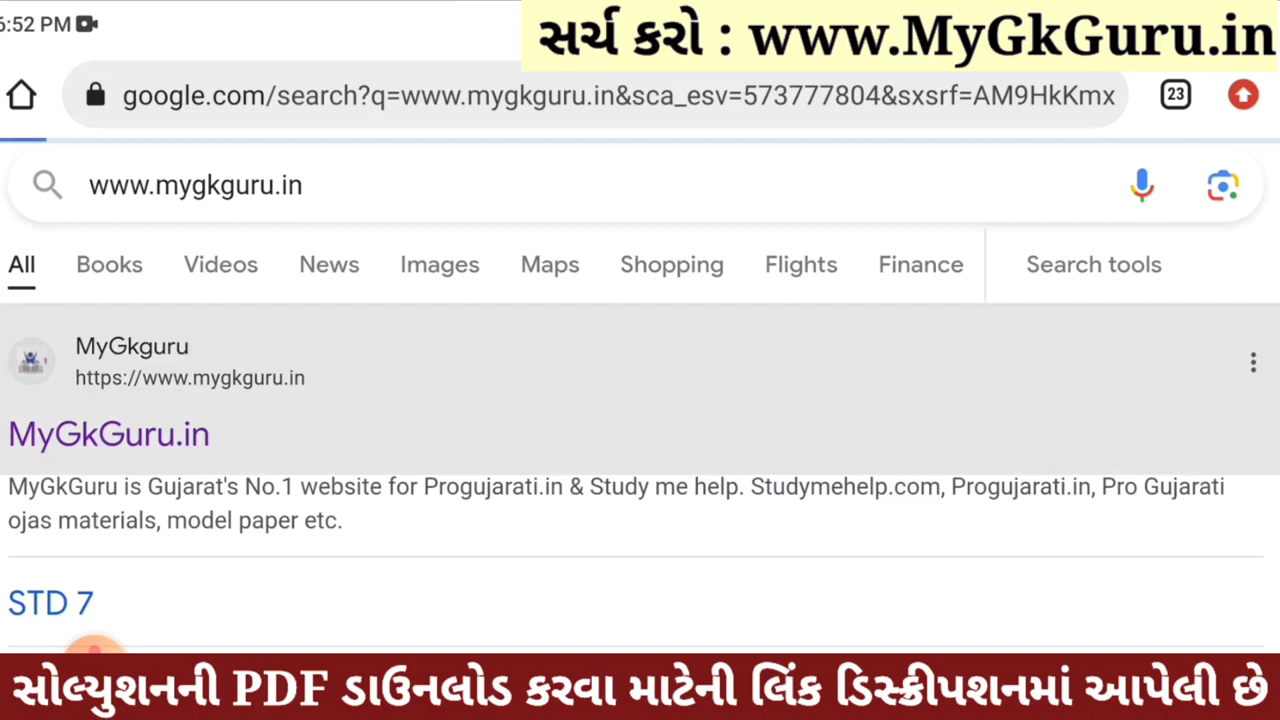 6:52 PM
સર્ચ કરો : www.MyGkGuru.in
google.com/search?q=www.mygkguru.in&sca_esv=573777804&sxsrf=AM9HkKmx
23
www.mygkguru.in
All Books Videos News Images Maps Shopping Flights Finance Search tools
MyGkguru
https://www.mygkguru.in
MyGkGuru.in
MyGkGuru is Gujarat's No.1 website for Progujarati.in & Study me help. Studymehelp.com, Progujarati.in, Pro Gujarati
ojas materials, model paper etc.
STD 7
સોલ્યુશનની PDF ડાઉનલોડ કરવા માટેની લિંક ડિસ્ક્રીપશનમાં આપેલી છે